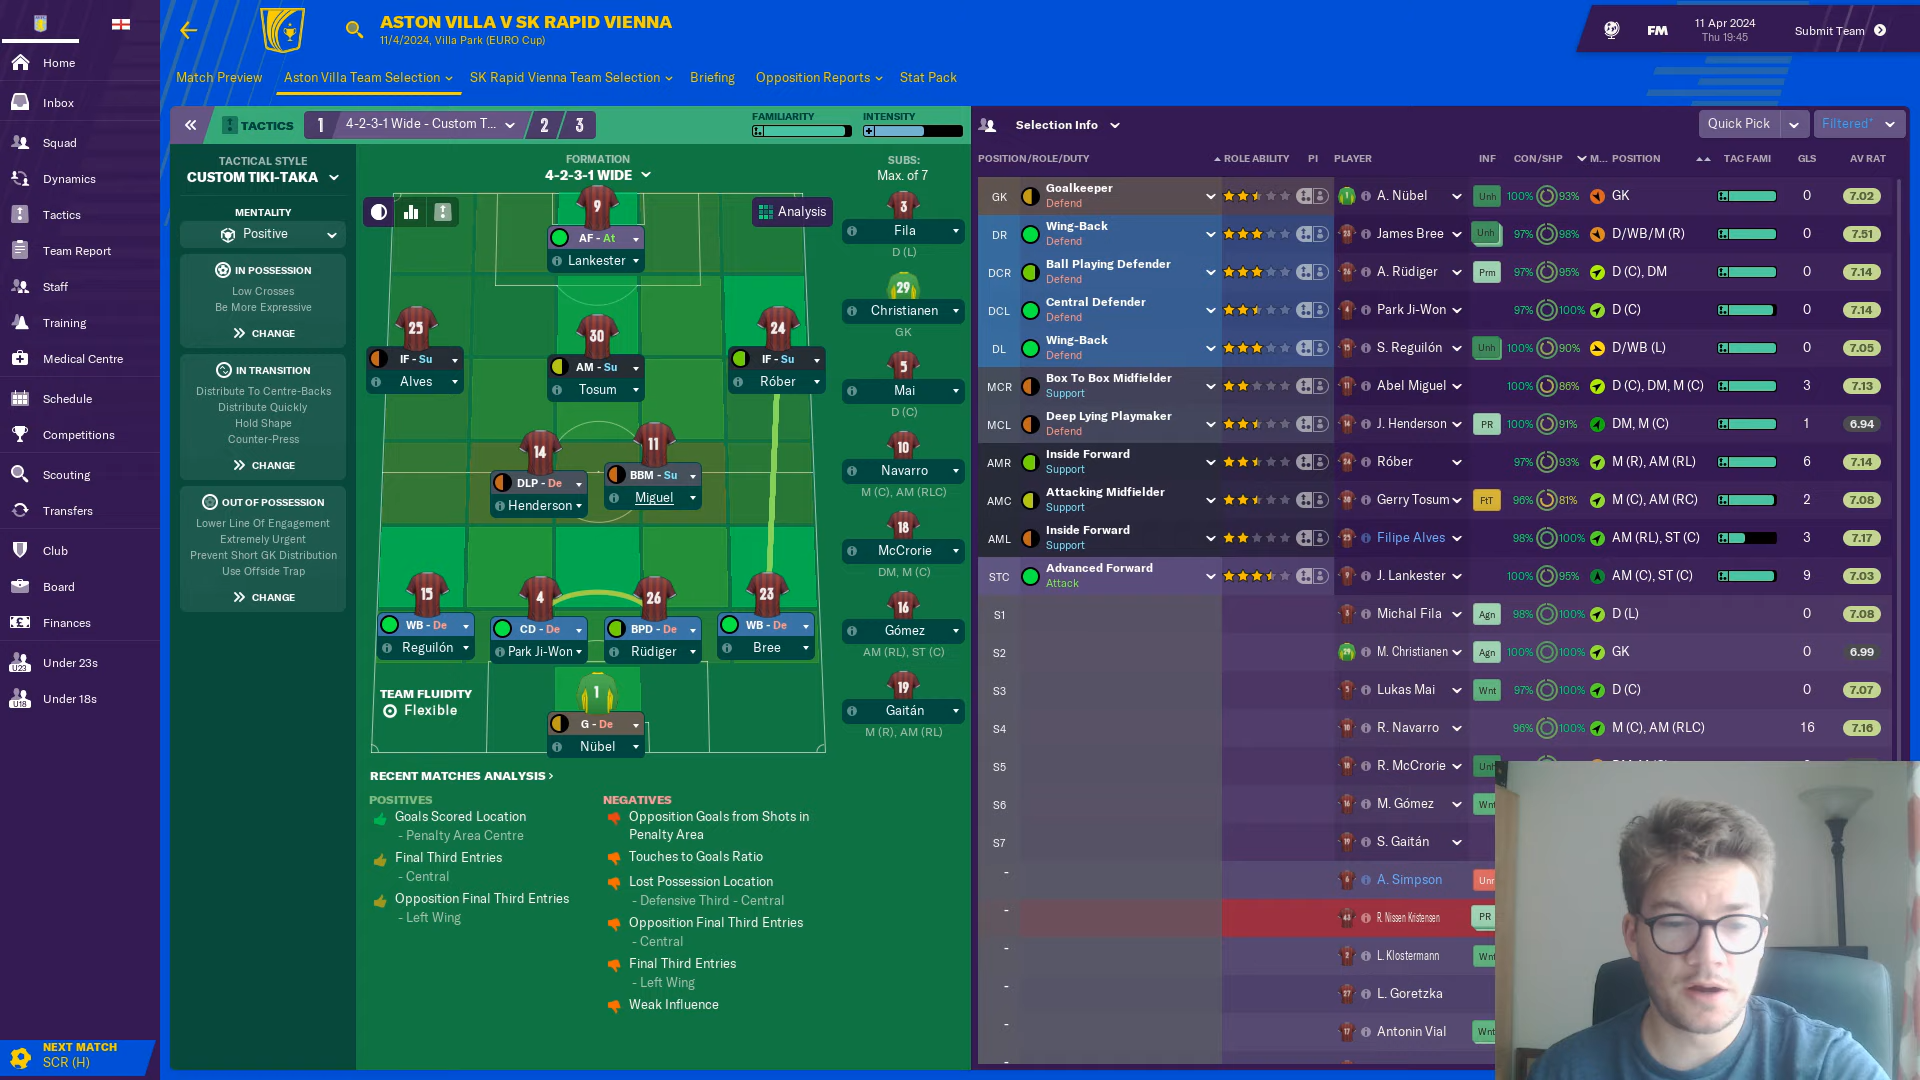 ASTON VILLA V SK RAPID VIENNA
11/4/2024, Villa Park (EURO Cup)
FM
11 Apr 2024
Thu 19:45
Submit Team
Match Preview
Aston Villa Team Selection
SK Rapid Vienna Team Selection
Briefing
Opposition Reports
Stat Pack
Home
Inbox
Squad
Dynamics
Tactics
Team Report
Staff
Training
Medical Centre
Schedule
Competitions
Scouting
Transfers
Club
Board
Finances
U23 Under 23s
U18 Under 18s
NEXT MATCH
SCR (H)
TACTICS
1 4-2-3-1 Wide - Custom T...
2
3
FAMILIARITY
INTENSITY
TACTICAL STYLE
CUSTOM TIKI-TAKA
MENTALITY
Positive
IN POSSESSION
Low Crosses
Be More Expressive
CHANGE
IN TRANSITION
Distribute To Centre-Backs
Distribute Quickly
Hold Shape
Counter-Press
CHANGE
OUT OF POSSESSION
Lower Line Of Engagement
Extremely Urgent
Prevent Short GK Distribution
Use Offside Trap
CHANGE
FORMATION
4-2-3-1 WIDE
Analysis
9
AF - At
Lankester
25
IF - Su
Alves
30
AM - Su
Tosum
24
IF - Su
Róber
14
DLP - De
Henderson
11
BBM - Su
Miguel
15
WB - De
Reguilón
4
CD - De
Park Ji-Won
26
BPD - De
Rüdiger
23
WB - De
Bree
1
G - De
Nübel
TEAM FLUIDITY
Flexible
SUBS:
Max. of 7
3
Fila
D (L)
29
Christianen
GK
5
Mai
D (C)
10
Navarro
M (C), AM (RLC)
18
McCrorie
DM, M (C)
16
Gómez
AM (RL), ST (C)
19
Gaitán
M (R), AM (RL)
RECENT MATCHES ANALYSIS >
POSITIVES
Goals Scored Location
- Penalty Area Centre
Final Third Entries
- Central
Opposition Final Third Entries
- Left Wing
NEGATIVES
Opposition Goals from Shots in
Penalty Area
Touches to Goals Ratio
Lost Possession Location
- Defensive Third - Central
Opposition Final Third Entries
- Central
Final Third Entries
- Left Wing
Weak Influence
Selection Info
Quick Pick
Filtered*
POSITION/ROLE/DUTY ROLE ABILITY PI PLAYER INF CON/SHP M... POSITION TAC FAMI GLS AV RAT
GK Goalkeeper Defend A. Nübel Unh 100% 93% GK 0 7.02
DR Wing-Back Defend James Bree Unh 97% 98% D/WB/M (R) 0 7.51
DCR Ball Playing Defender Defend A. Rüdiger Prm 97% 95% D (C), DM 0 7.14
DCL Central Defender Defend Park Ji-Won 97% 100% D (C) 0 7.14
DL Wing-Back Defend S. Reguilón Unh 100% 90% D/WB (L) 0 7.05
MCR Box To Box Midfielder Support Abel Miguel 100% 86% D (C), DM, M (C) 3 7.13
MCL Deep Lying Playmaker Defend J. Henderson PR 100% 91% DM, M (C) 1 6.94
AMR Inside Forward Support Róber 97% 93% M (R), AM (RL) 6 7.14
AMC Attacking Midfielder Support Gerry Tosum FtT 96% 81% M (C), AM (RC) 2 7.08
AML Inside Forward Support Filipe Alves 98% 100% AM (RL), ST (C) 3 7.17
STC Advanced Forward Attack J. Lankester 100% 95% AM (C), ST (C) 9 7.03
S1 Michal Fila Agn 98% 100% D (L) 0 7.08
S2 M. Christianen Agn 100% 100% GK 0 6.99
S3 Lukas Mai Wnt 97% 100% D (C) 0 7.07
S4 R. Navarro 96% 100% M (C), AM (RLC) 16 7.16
S5 R. McCrorie
S6 M. Gómez
S7 S. Gaitán
- A. Simpson
- R. Nissen Kristensen PR
- L. Klostermann
- L. Goretzka
- Antonin Vial